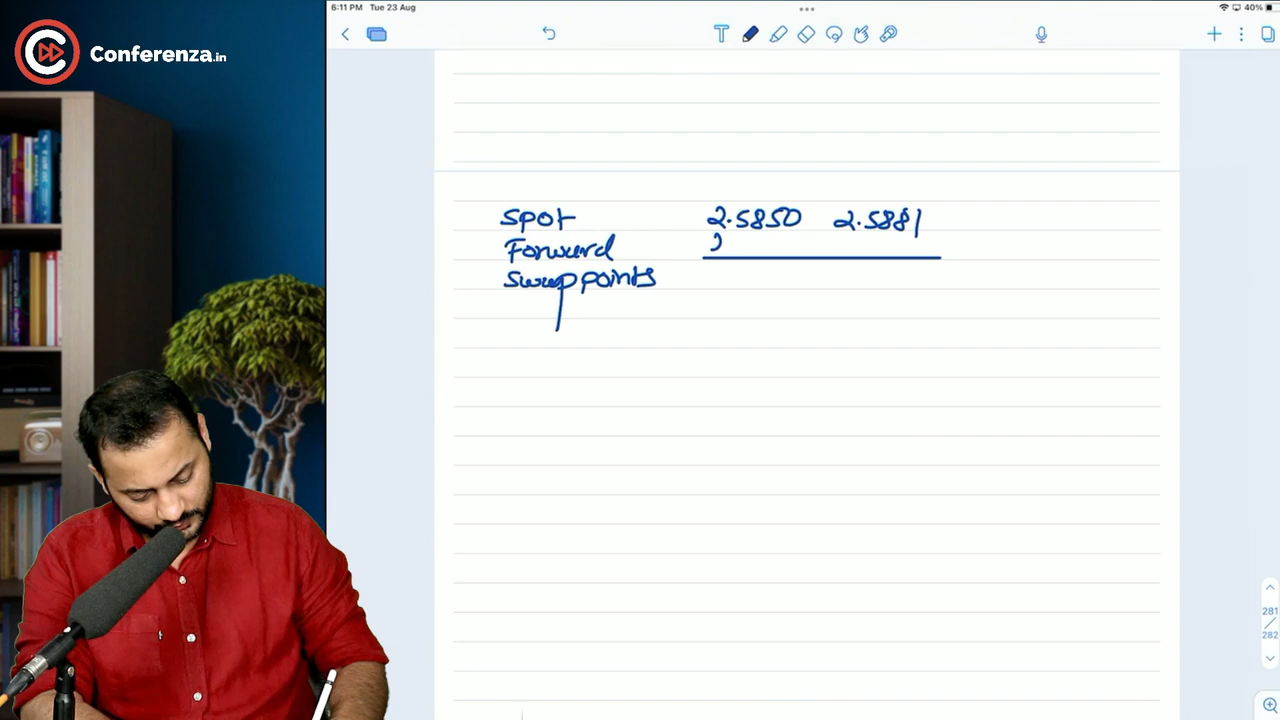 6:11 PM Tue 23 Aug
40%
Conferenza.in
T
Spot 2.5850 2.5881
Forward 2
Swap points
281
282